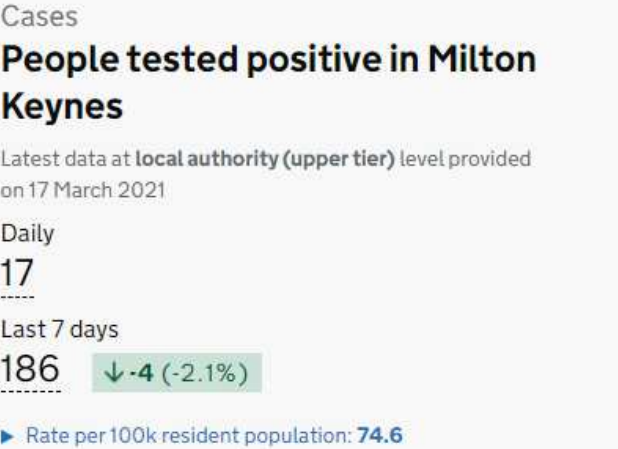 Cases
People tested positive in Milton
Keynes
Latest data at local authority (upper tier) level provided
on 17 March 2021
Daily
17
Last 7 days
186 ↓ -4 (-2.1%)
► Rate per 100k resident population: 74.6